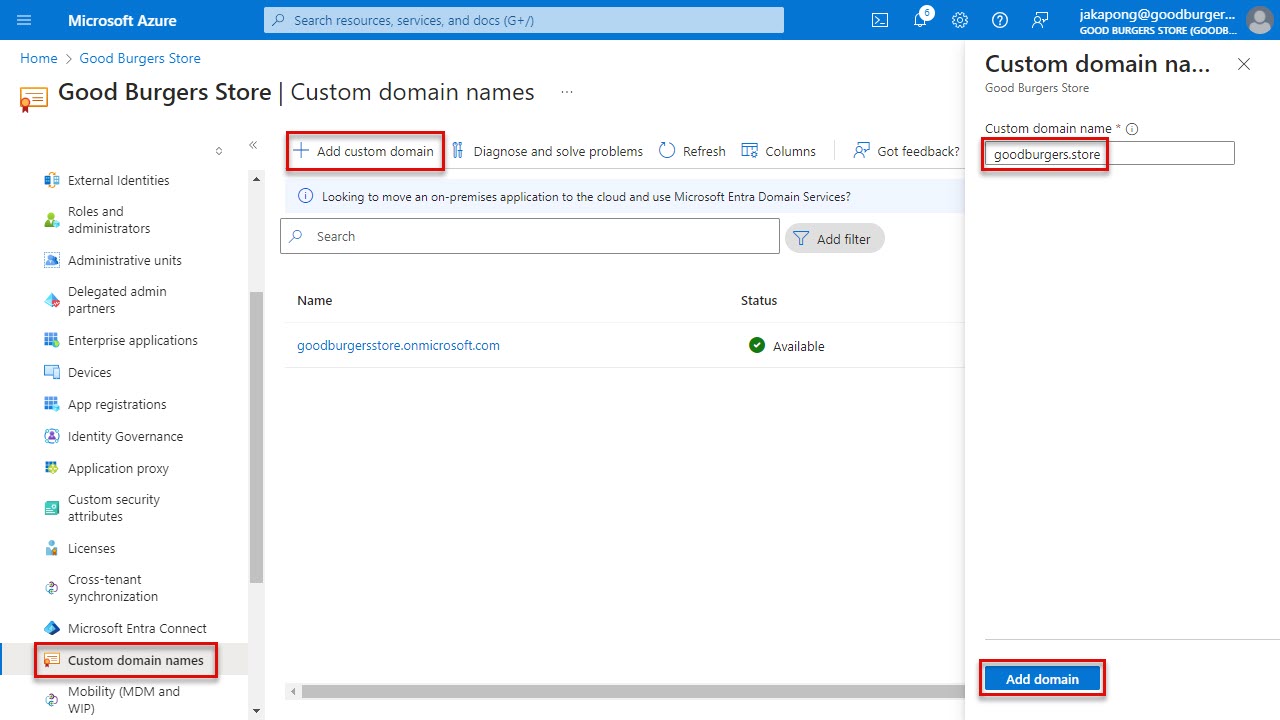 Microsoft Azure
Search resources, services, and docs (G+/)
6
jakapong@goodburger...
GOOD BURGERS STORE (GOODB...
Home > Good Burgers Store
Good Burgers Store | Custom domain names ...
Add custom domain
Diagnose and solve problems
Refresh
Columns
Got feedback?
External Identities
Roles and
administrators
Administrative units
Delegated admin
partners
Enterprise applications
Devices
App registrations
Identity Governance
Application proxy
Custom security
attributes
Licenses
Cross-tenant
synchronization
Microsoft Entra Connect
Custom domain names
Mobility (MDM and
WIP)
Looking to move an on-premises application to the cloud and use Microsoft Entra Domain Services?
Search
Add filter
Name Status
goodburgersstore.onmicrosoft.com Available
Custom domain na...
Good Burgers Store
Custom domain name *
goodburgers.store
Add domain